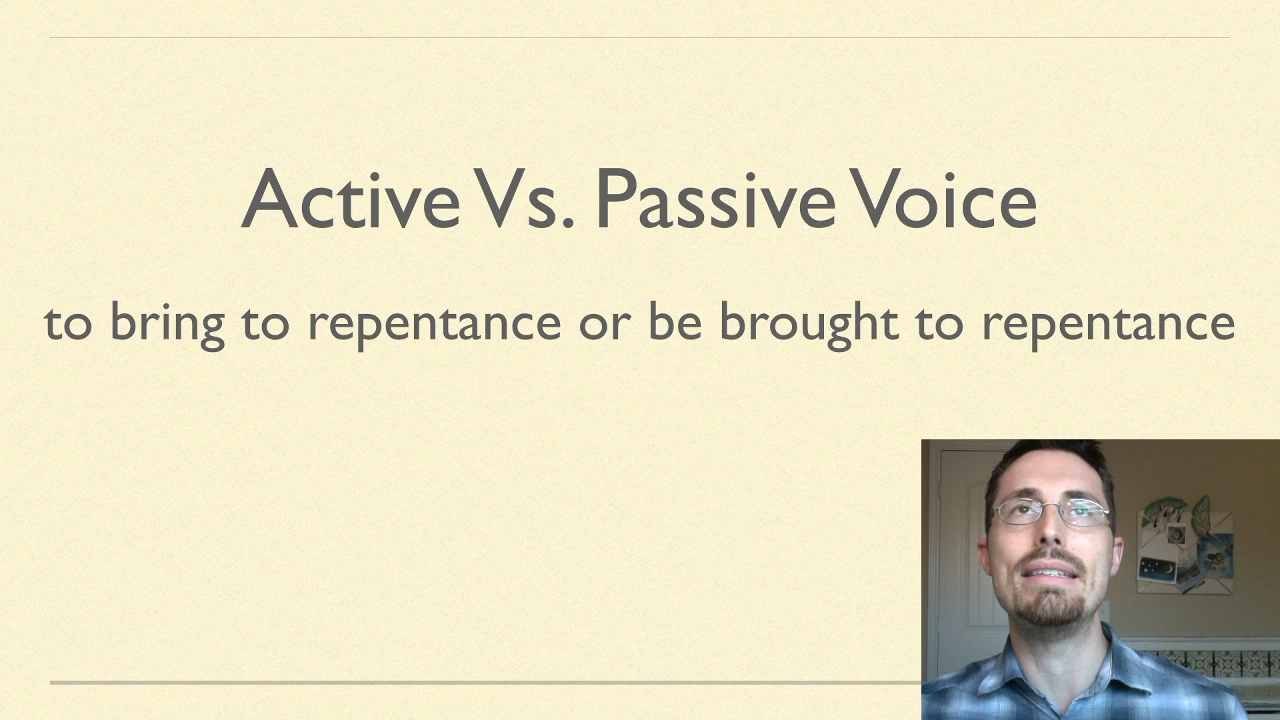 Active Vs. Passive Voice
to bring to repentance or be brought to repentance